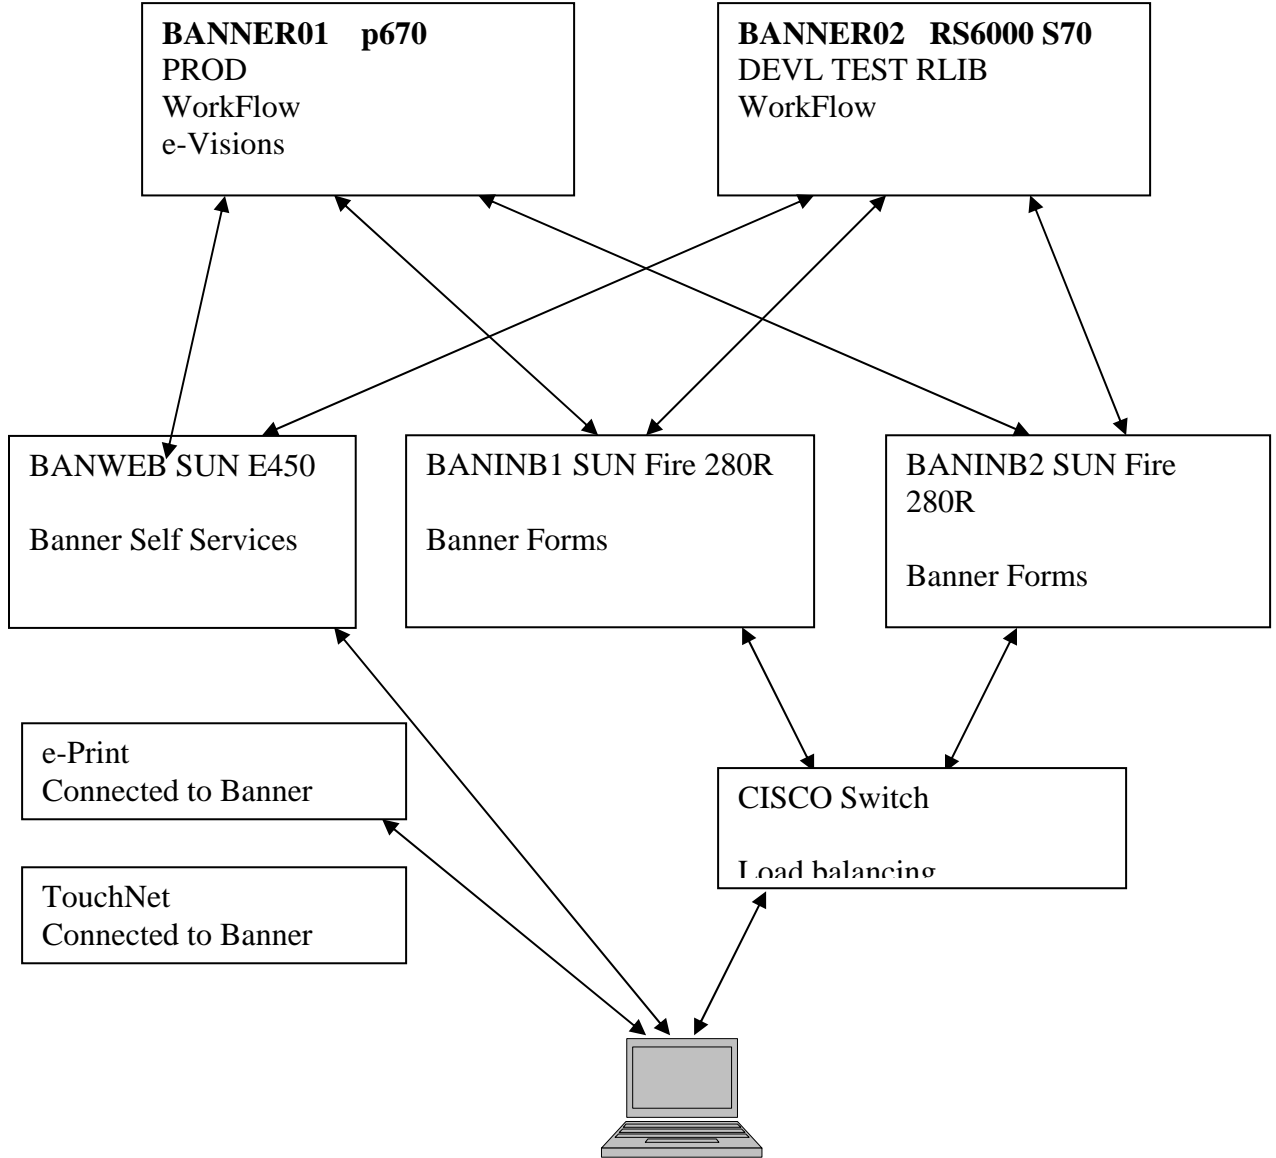 BANNER01 p670
PROD
WorkFlow
e-Visions
BANNER02 RS6000 S70
DEVL TEST RLIB
WorkFlow
BANWEB SUN E450
Banner Self Services
BANINB1 SUN Fire 280R
Banner Forms
BANINB2 SUN Fire
280R
Banner Forms
e-Print
Connected to Banner
CISCO Switch
Load balancing
TouchNet
Connected to Banner